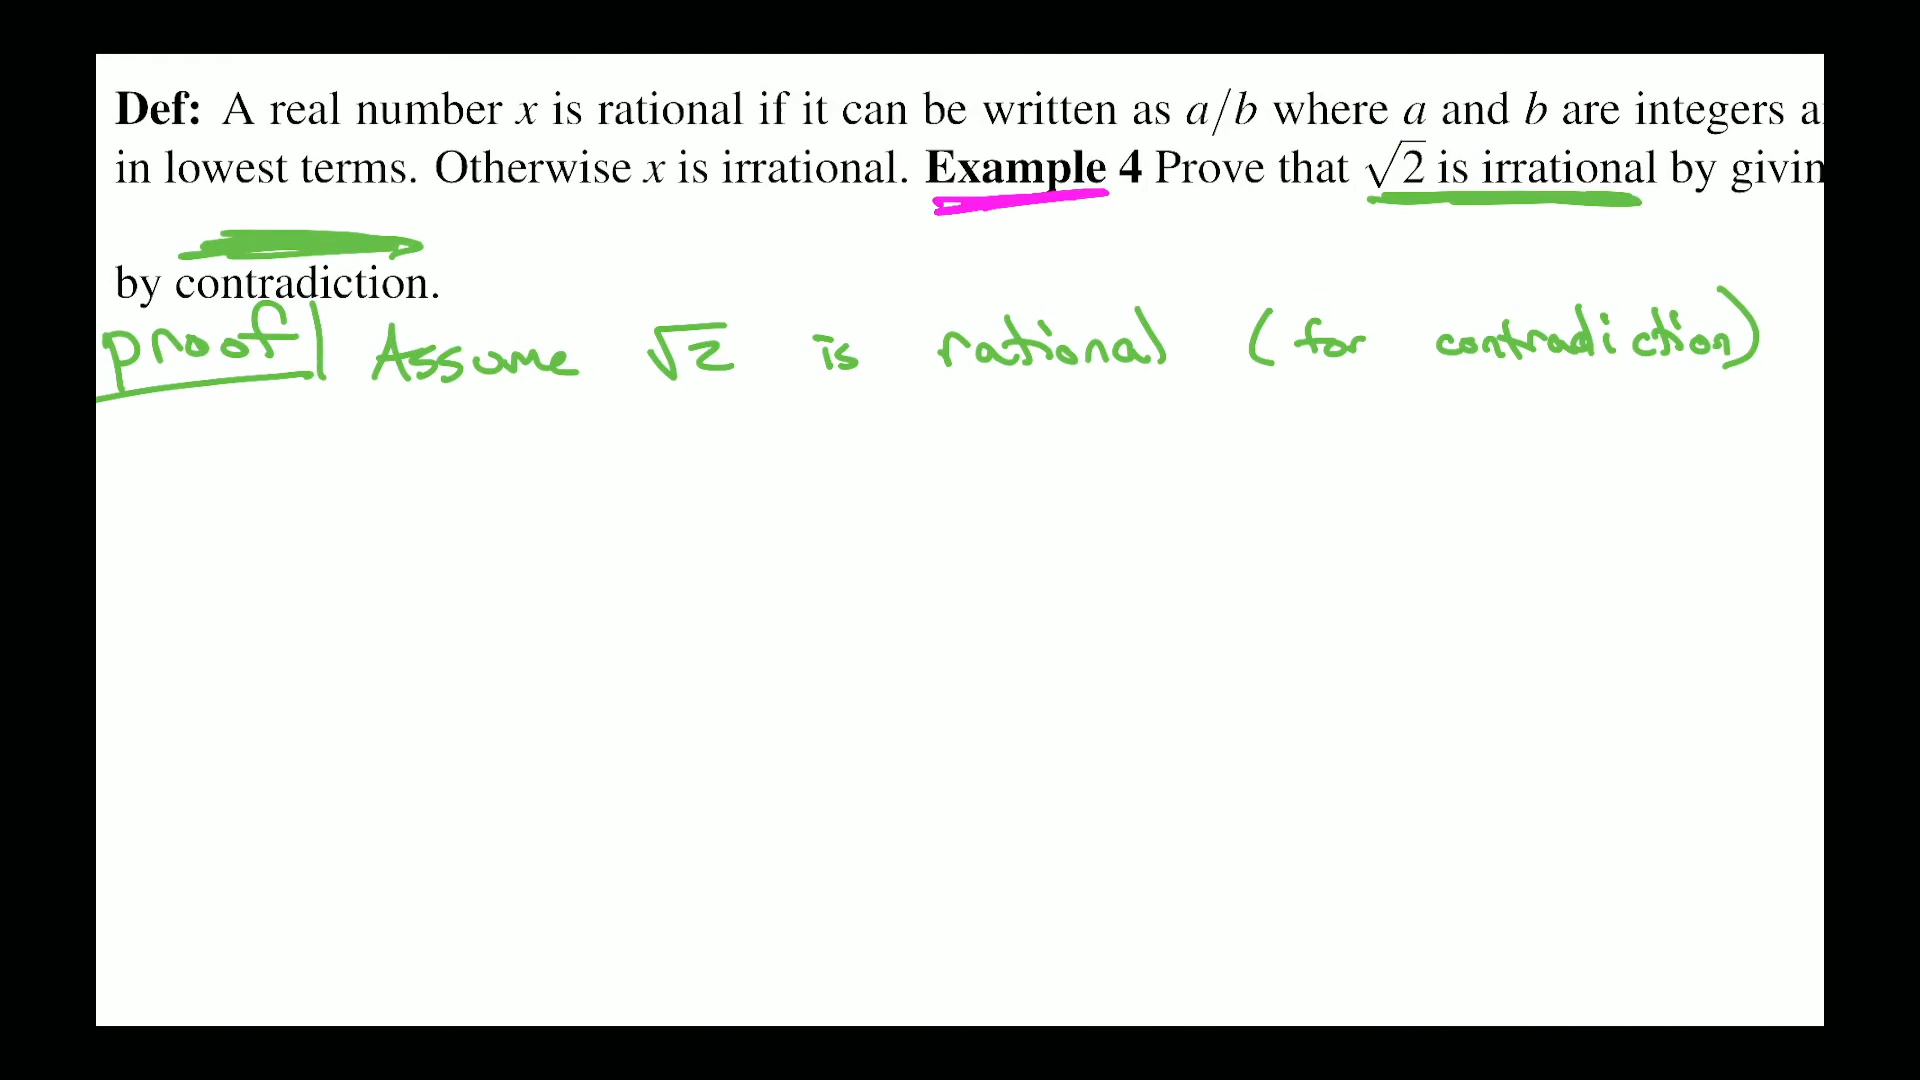 Def: A real number x is rational if it can be written as a/b where a and b are integers
in lowest terms. Otherwise x is irrational. Example 4 Prove that √2 is irrational by givin
by contradiction.
proof Assume √2 is rational (for contradiction)